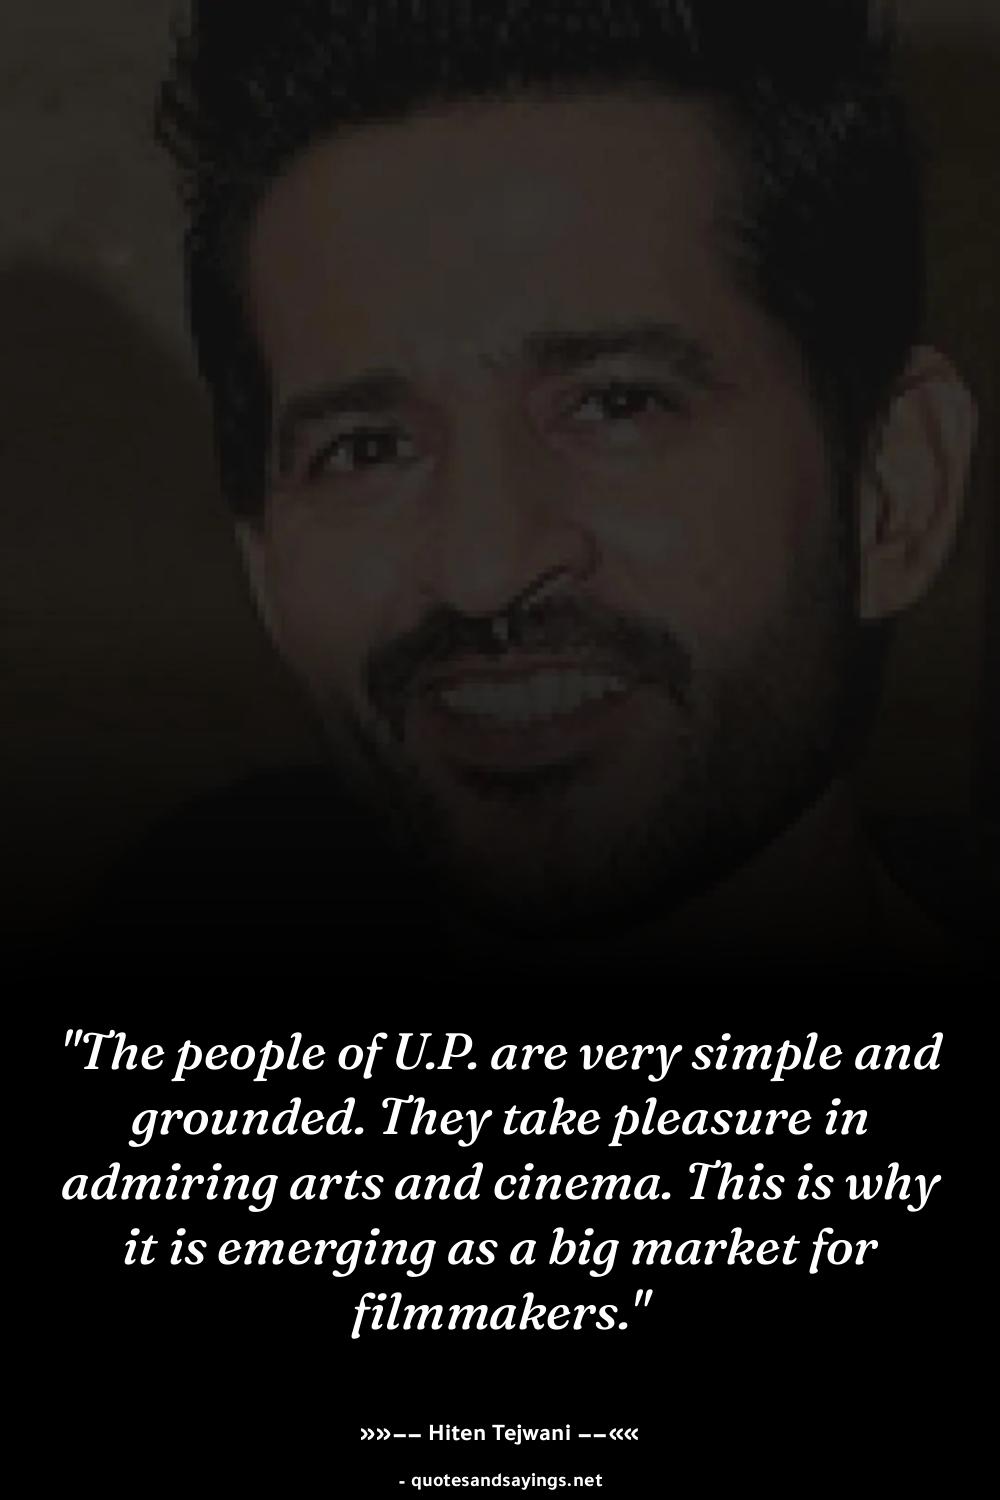 "The people of U.P. are very simple and
grounded. They take pleasure in
admiring arts and cinema. This is why
it is emerging as a big market for
filmmakers."
»»−− Hiten Tejwani −−««
- quotesandsayings.net